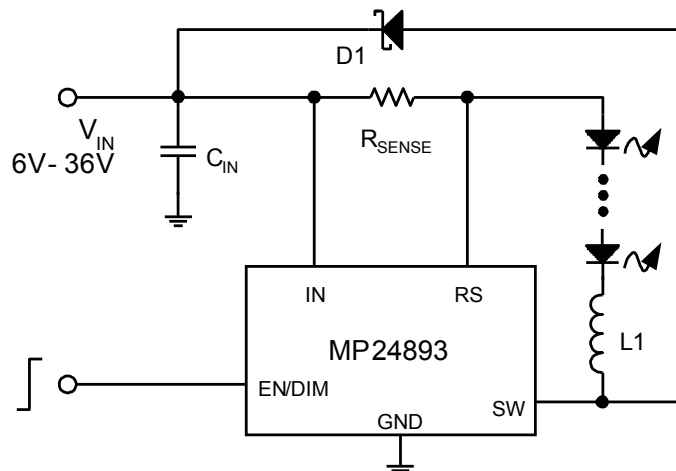 D1
V_IN
6V- 36V
C_IN
R_SENSE
IN
RS
MP24893
L1
EN/DIM
SW
GND